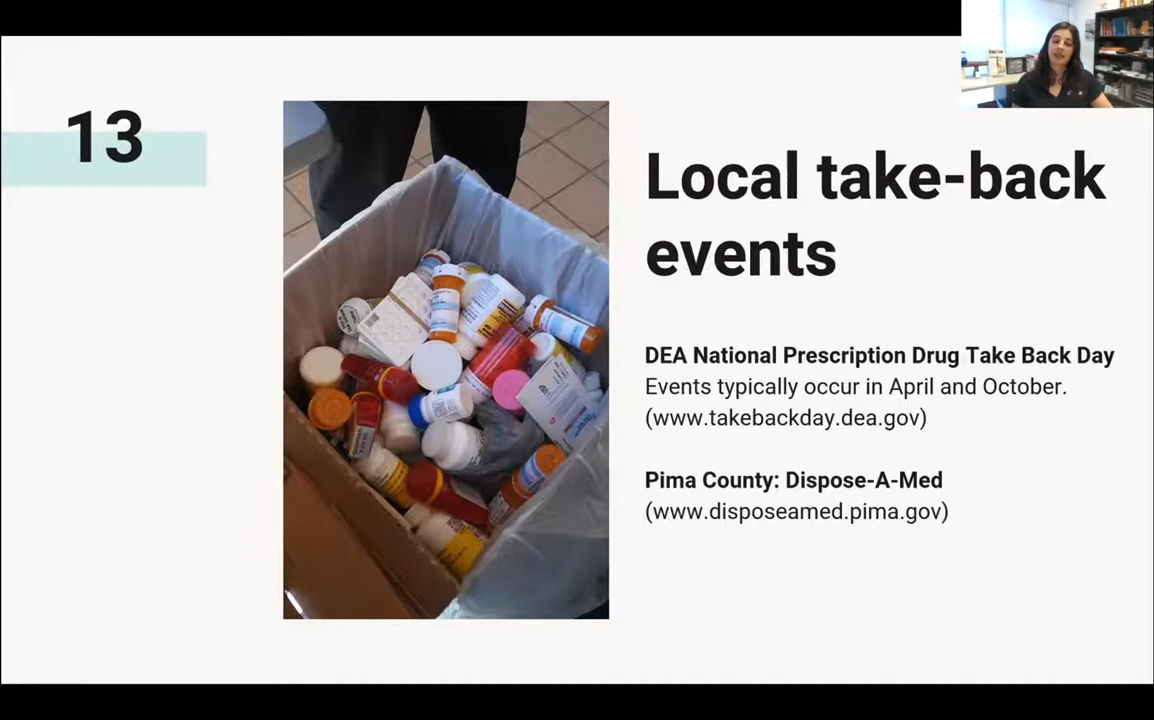 13
Local take-back
events
DEA National Prescription Drug Take Back Day
Events typically occur in April and October.
(www.takebackday.dea.gov)
Pima County: Dispose-A-Med
(www.disposeamed.pima.gov)